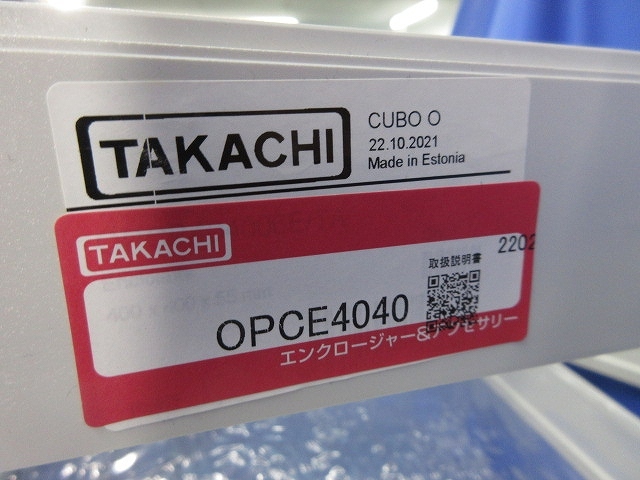 TAKACHI
CUBO O
22.10.2021
Made in Estonia
TAKACHI
取扱説明書
2202
OPCE4040
エンクロージャー&アクセサリー